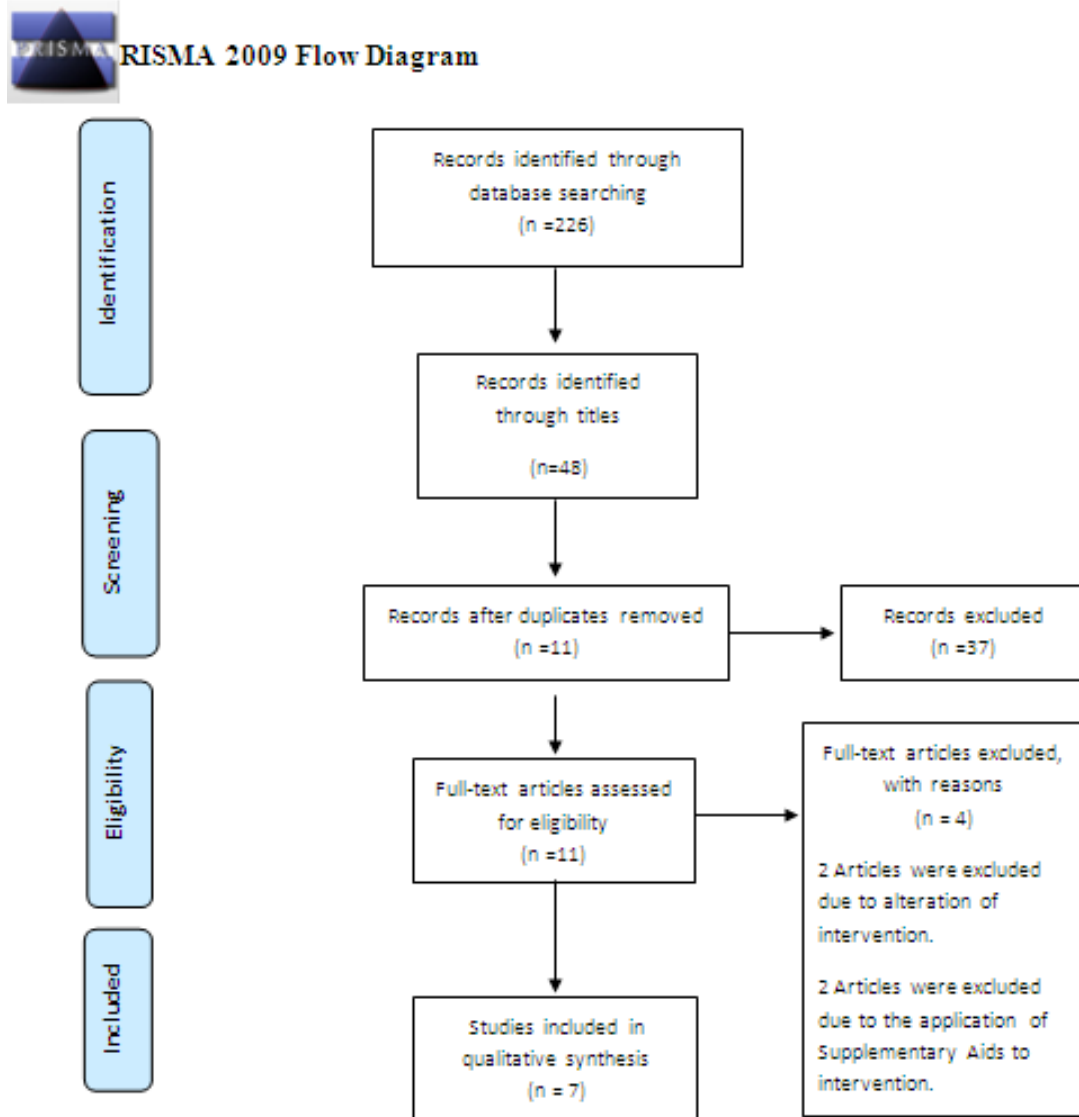 PRISMA RISMA 2009 Flow Diagram
Identification
Records identified through
database searching
(n =226)
Records identified
through titles
(n=48)
Screening
Records after duplicates removed
(n =11)
Records excluded
(n =37)
Eligibility
Full-text articles assessed
for eligibility
(n =11)
Full-text articles excluded,
with reasons
(n = 4)
2 Articles were excluded
due to alteration of
intervention.
2 Articles were excluded
due to the application of
Supplementary Aids to
intervention.
Included
Studies included in
qualitative synthesis
(n = 7)